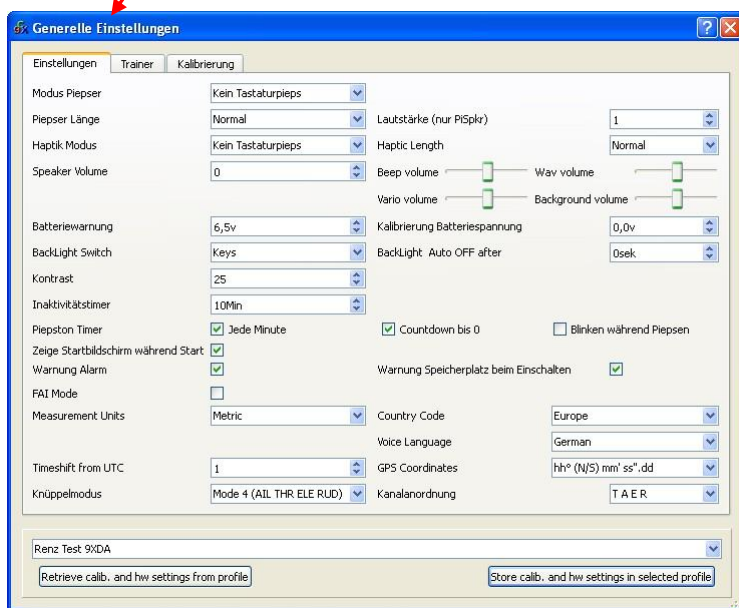 Generelle Einstellungen
Einstellungen Trainer Kalibrierung
Modus Piepser Kein Tastaturpieps
Piepser Länge Normal Lautstärke (nur PiSpkr) 1
Haptik Modus Kein Tastaturpieps Haptic Length Normal
Speaker Volume 0 Beep volume Wav volume
Vario volume Background volume
Batteriewarnung 6,5v Kalibrierung Batteriespannung 0,0v
BackLight Switch Keys BackLight Auto OFF after 0sek
Kontrast 25
Inaktivitätstimer 10Min
Piepston Timer Jede Minute Countdown bis 0 Blinken während Piepsen
Zeige Startbildschirm während Start
Warnung Alarm Warnung Speicherplatz beim Einschalten
FAI Mode
Measurement Units Metric Country Code Europe
Voice Language German
Timeshift from UTC 1 GPS Coordinates hhº (N/S) mm' ss".dd
Knüppelmodus Mode 4 (AIL THR ELE RUD) Kanalanordnung T A E R
Renz Test 9XDA
Retrieve calib. and hw settings from profile Store calib. and hw settings in selected profile